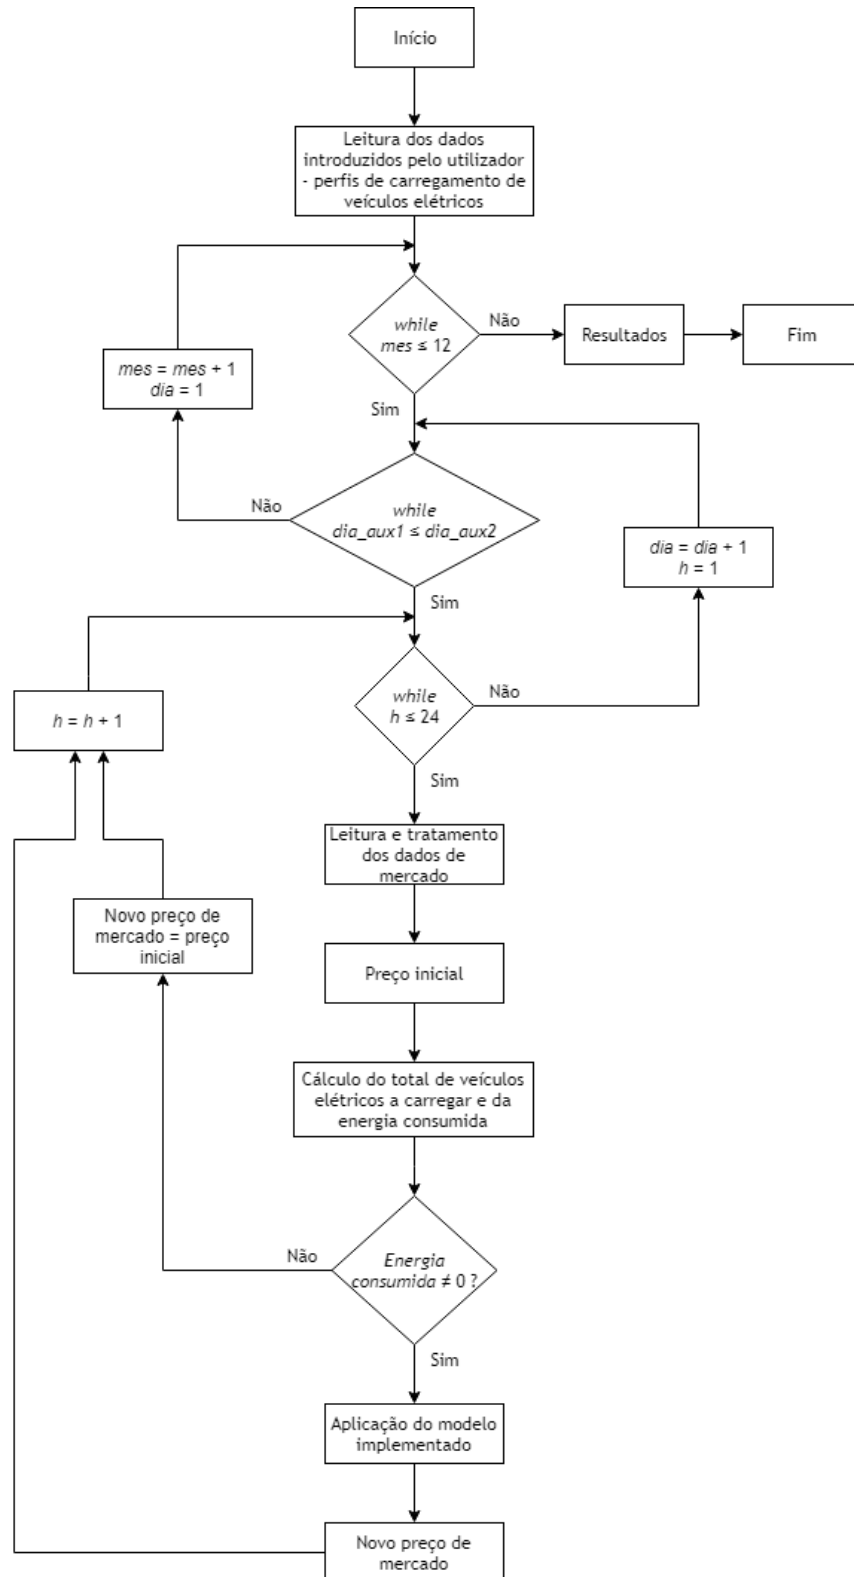 Início
Leitura dos dados
introduzidos pelo utilizador
- perfis de carregamento de
veículos elétricos
while
mes ≤ 12
Não
Resultados
Fim
mes = mes + 1
dia = 1
Sim
Não
while
dia_aux1 ≤ dia_aux2
dia = dia + 1
h = 1
Sim
h = h + 1
while
h ≤ 24
Não
Sim
Leitura e tratamento
dos dados de
mercado
Novo preço de
mercado = preço
inicial
Preço inicial
Cálculo do total de veículos
elétricos a carregar e da
energia consumida
Não
Energia
consumida ≠ 0 ?
Sim
Aplicação do modelo
implementado
Novo preço de
mercado